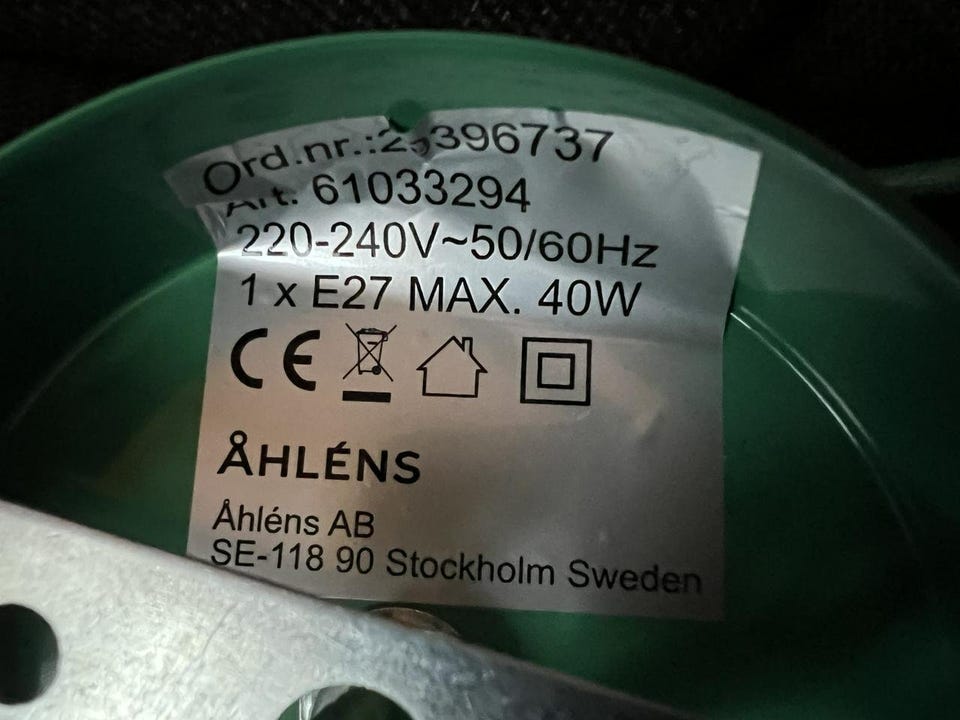 Ord.nr.:25396737
Art. 61033294
220-240V~50/60Hz
1 x E27 MAX. 40W
CE
ÅHLÉNS
Åhléns AB
SE-118 90 Stockholm Sweden